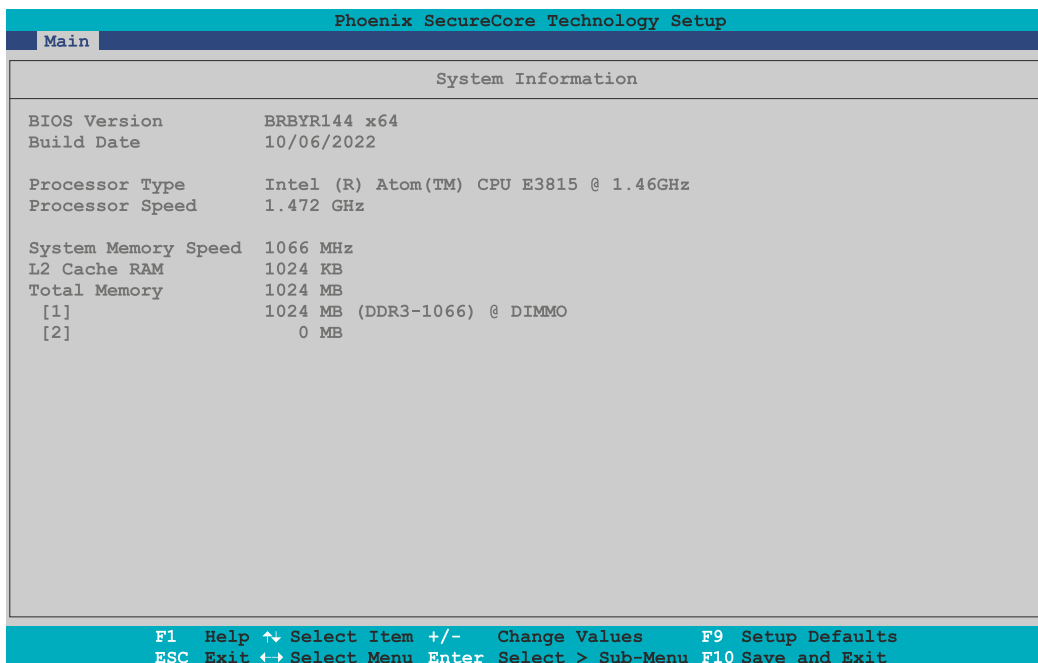 Phoenix SecureCore Technology Setup
Main
System Information
BIOS Version BRBYR144 x64
Build Date 10/06/2022
Processor Type Intel (R) Atom(TM) CPU E3815 @ 1.46GHz
Processor Speed 1.472 GHz
System Memory Speed 1066 MHz
L2 Cache RAM 1024 KB
Total Memory 1024 MB
[1] 1024 MB (DDR3-1066) @ DIMMO
[2] 0 MB
F1 Help ↑↓ Select Item +/- Change Values F9 Setup Defaults
ESC Exit ←→ Select Menu Enter Select > Sub-Menu F10 Save and Exit